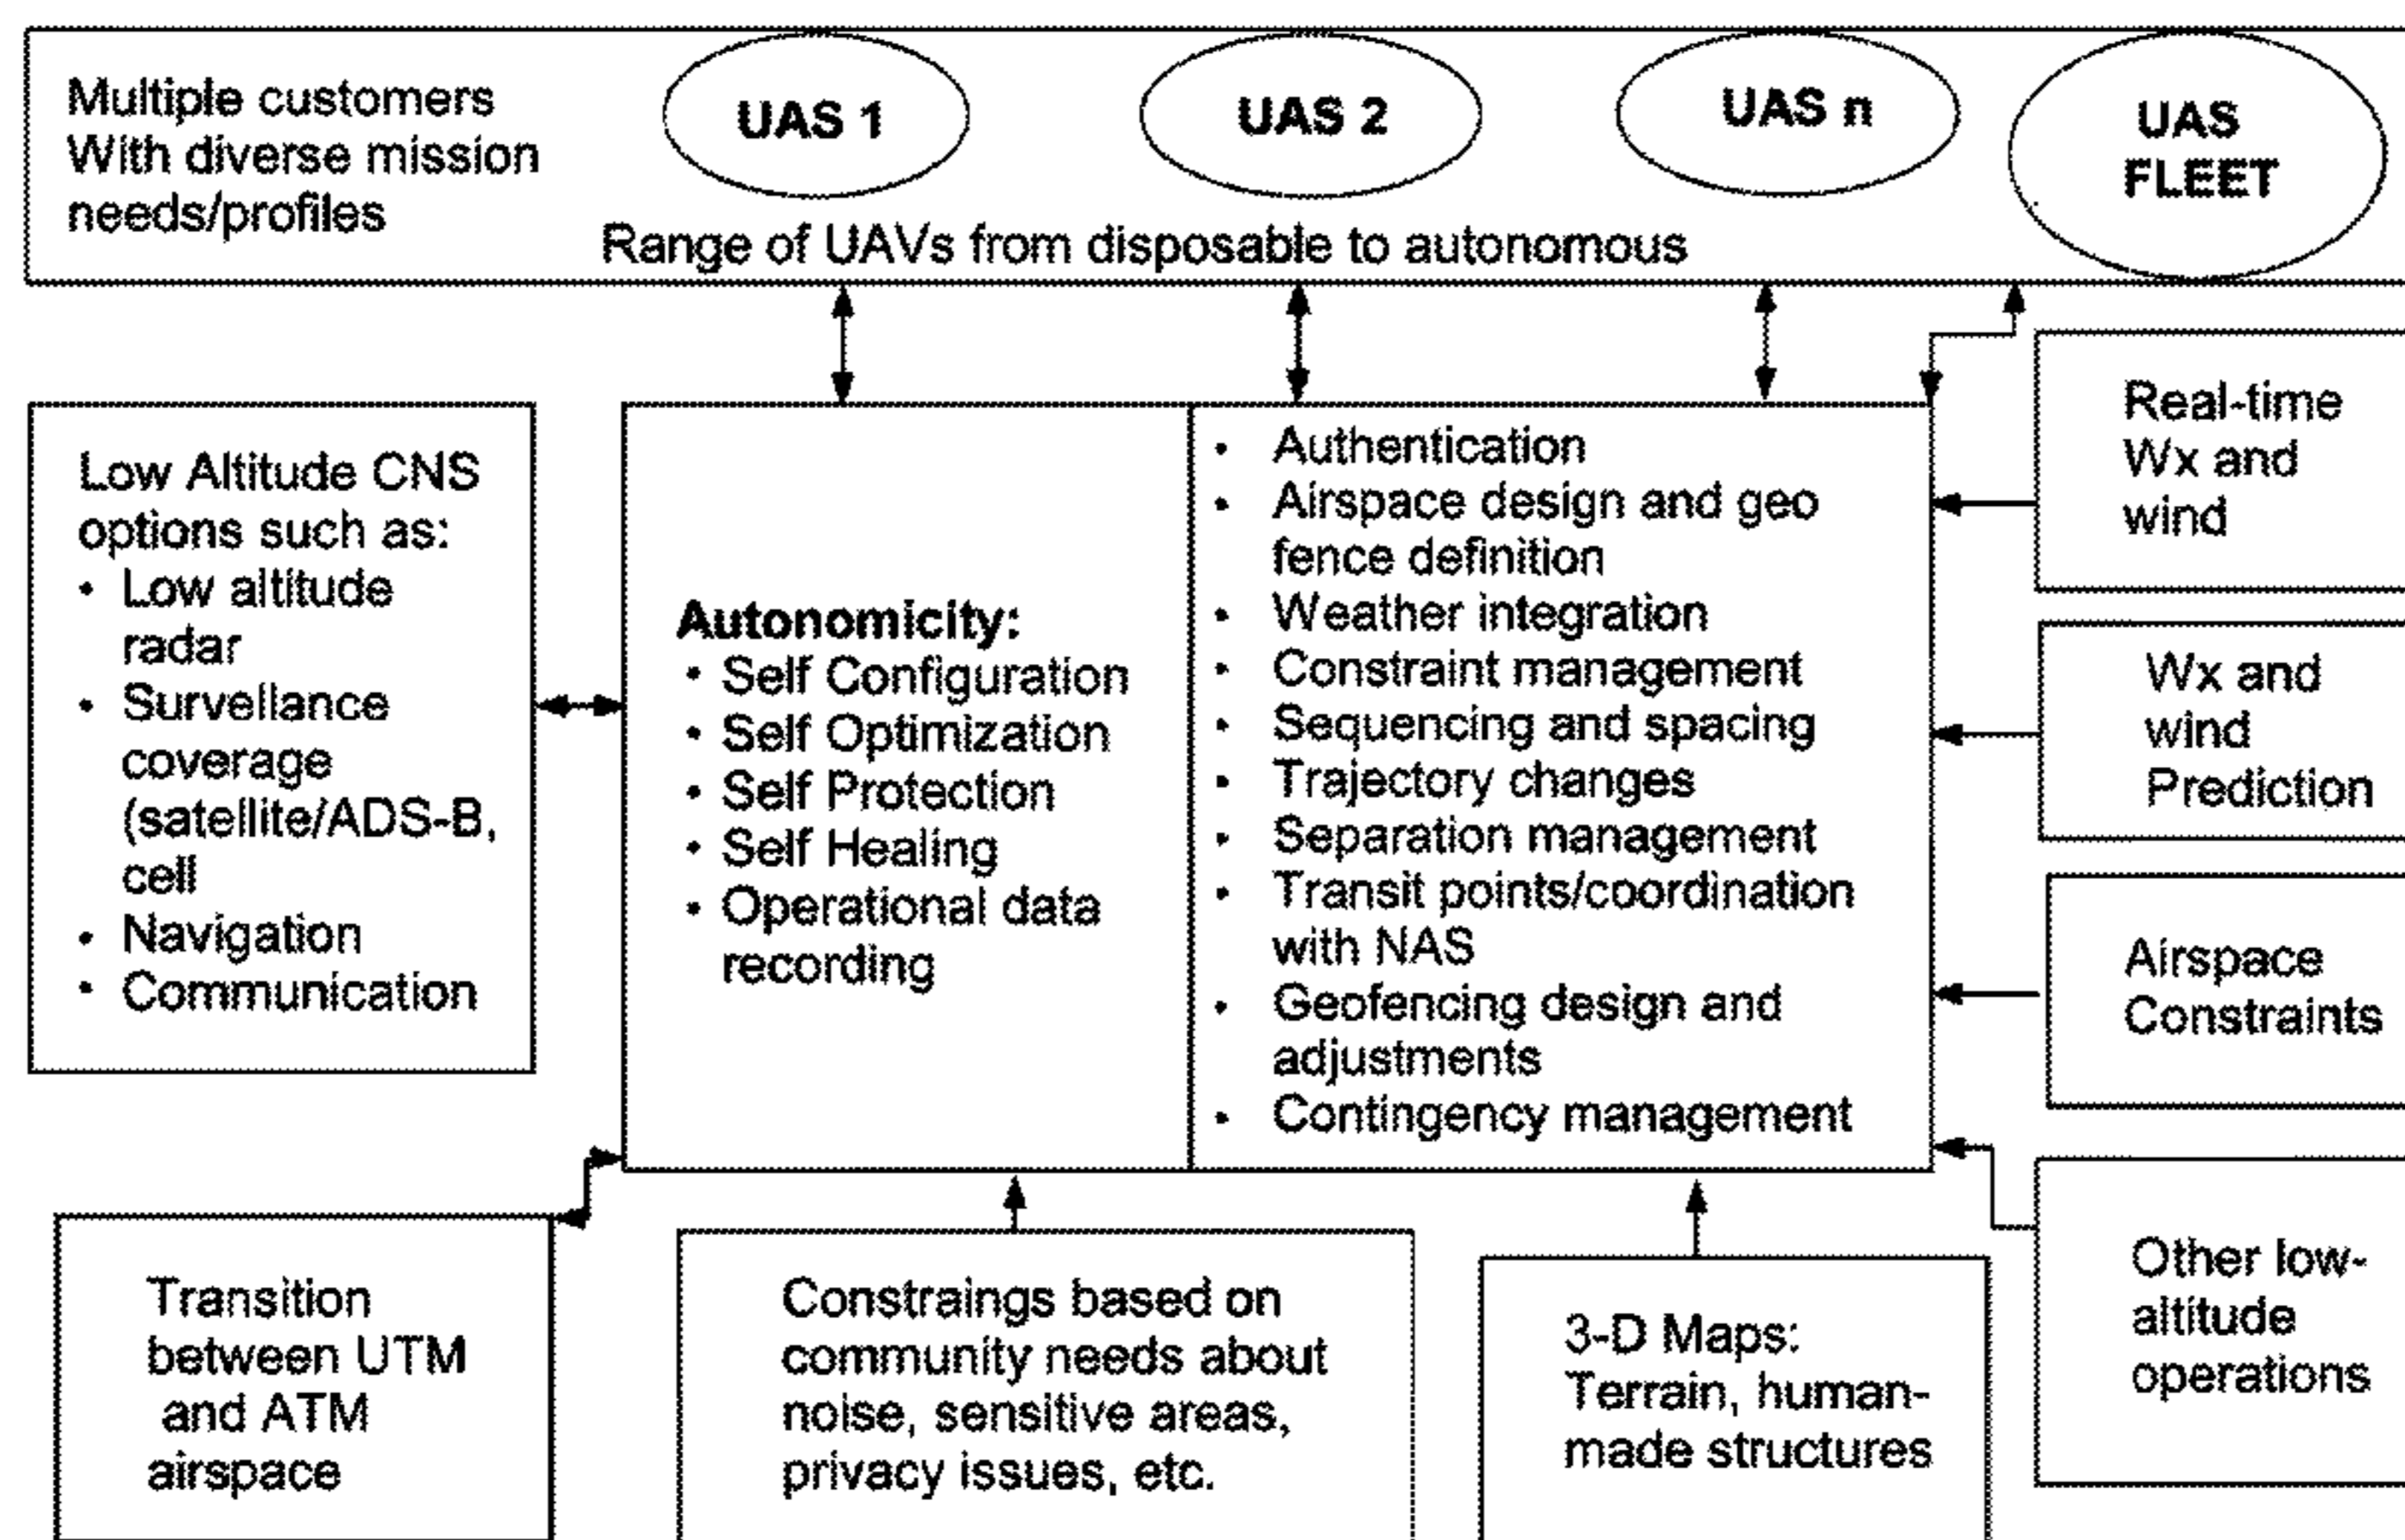 Multiple customers
With diverse mission
needs/profiles
UAS 1
UAS 2
UAS n
UAS
FLEET
Range of UAVs from disposable to autonomous
Low Altitude CNS
options such as:
• Low altitude
radar
• Survellance
coverage
(satellite/ADS-B,
cell
• Navigation
• Communication
Autonomicity:
• Self Configuration
• Self Optimization
• Self Protection
• Self Healing
• Operational data
recording
• Authentication
• Airspace design and geo
fence definition
• Weather integration
• Constraint management
• Sequencing and spacing
• Trajectory changes
• Separation management
• Transit points/coordination
with NAS
• Geofencing design and
adjustments
• Contingency management
Real-time
Wx and
wind
Wx and
wind
Prediction
Airspace
Constraints
Other low-
altitude
operations
Transition
between UTM
and ATM
airspace
Constraings based on
community needs about
noise, sensitive areas,
privacy issues, etc.
3-D Maps:
Terrain, human-
made structures